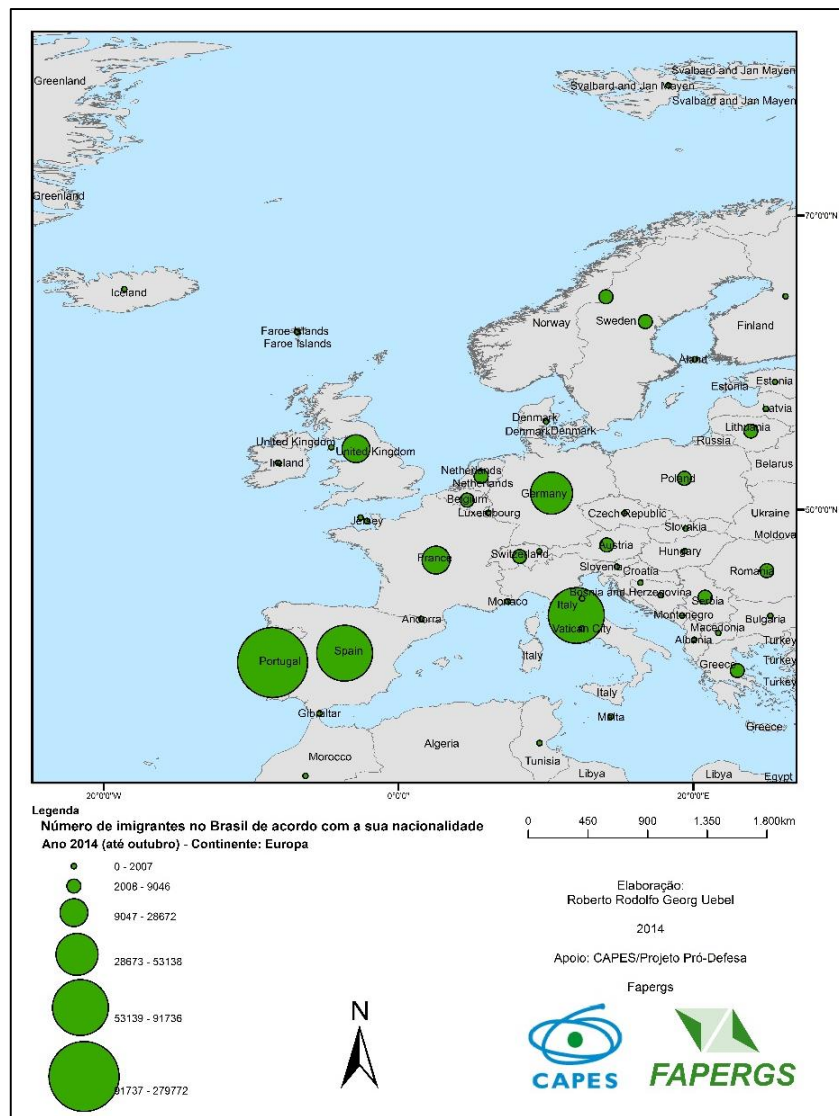 Greenland
Svalbard and Jan Mayen
Svalbard and Jan Mayen
Svalbard and Jan Mayen
Greenland
70°0'0"N
Iceland
Faroe Islands
Faroe Islands
Norway
Sweden
Finland
Åland
Estonia
Estonia
Latvia
Denmark
Denmark
Denmark
Lithuania
Russia
United Kingdom
United Kingdom
Ireland
Netherlands
Netherlands
Belarus
Poland
Germany
Belgium
Luxembourg
Czech Republic
Ukraine
50°0'0"N
Jersey
Slovakia
Moldova
Austria
Hungary
Switzerland
France
Slovenia
Romania
Croatia
Bosnia and Herzegovina
Serbia
Monaco
Italy
Andorra
Montenegro
Bulgaria
Vatican City
Macedonia
Albania
Turkey
Spain
Portugal
Italy
Greece
Turkey
Turkey
Italy
Gibraltar
Malta
Greece
Morocco
Algeria
Tunisia
Libya
Libya
Egypt
20°0'0"W
0°0'0"
20°0'0"E
Legenda
Número de imigrantes no Brasil de acordo com a sua nacionalidade
Ano 2014 (até outubro) - Continente: Europa
0 - 2007
2008 - 9046
9047 - 28672
28673 - 53138
53139 - 91736
91737 - 279772
0 450 900 1.350 1.800km
Elaboração:
Roberto Rodolfo Georg Uebel
2014
Apoio: CAPES/Projeto Pró-Defesa
Fapergs
N
CAPES
FAPERGS